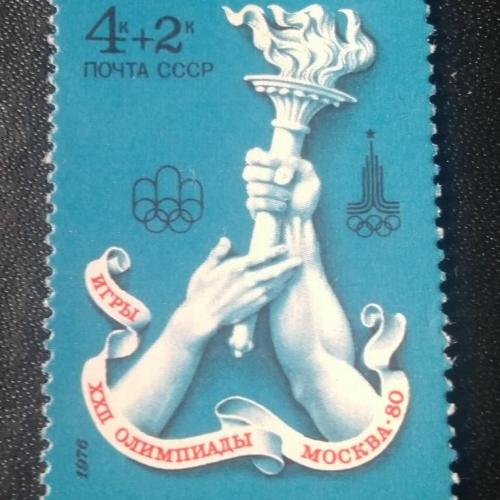 4к+2к
ПОЧТА СССР
ИГРЫ
XXII ОЛИМПИАДЫ
МОСКВА·80
1976